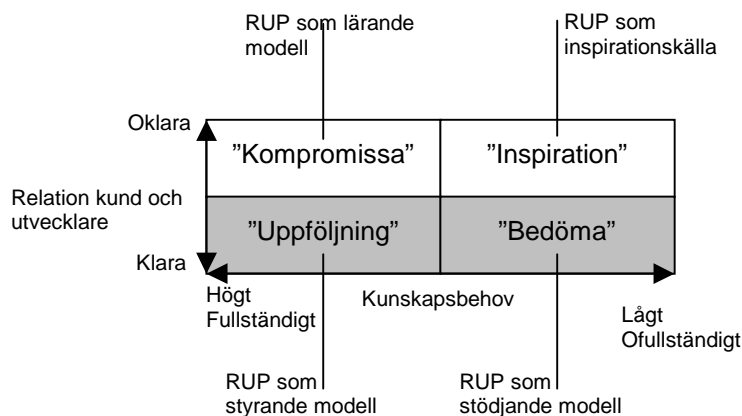 RUP som lärande
modell
RUP som
inspirationskälla
Oklara
”Kompromissa”
”Inspiration”
Relation kund och
utvecklare
”Uppföljning”
”Bedöma”
Klara
Högt
Fullständigt
Kunskapsbehov
Lågt
Ofullständigt
RUP som
styrande modell
RUP som
stödjande modell